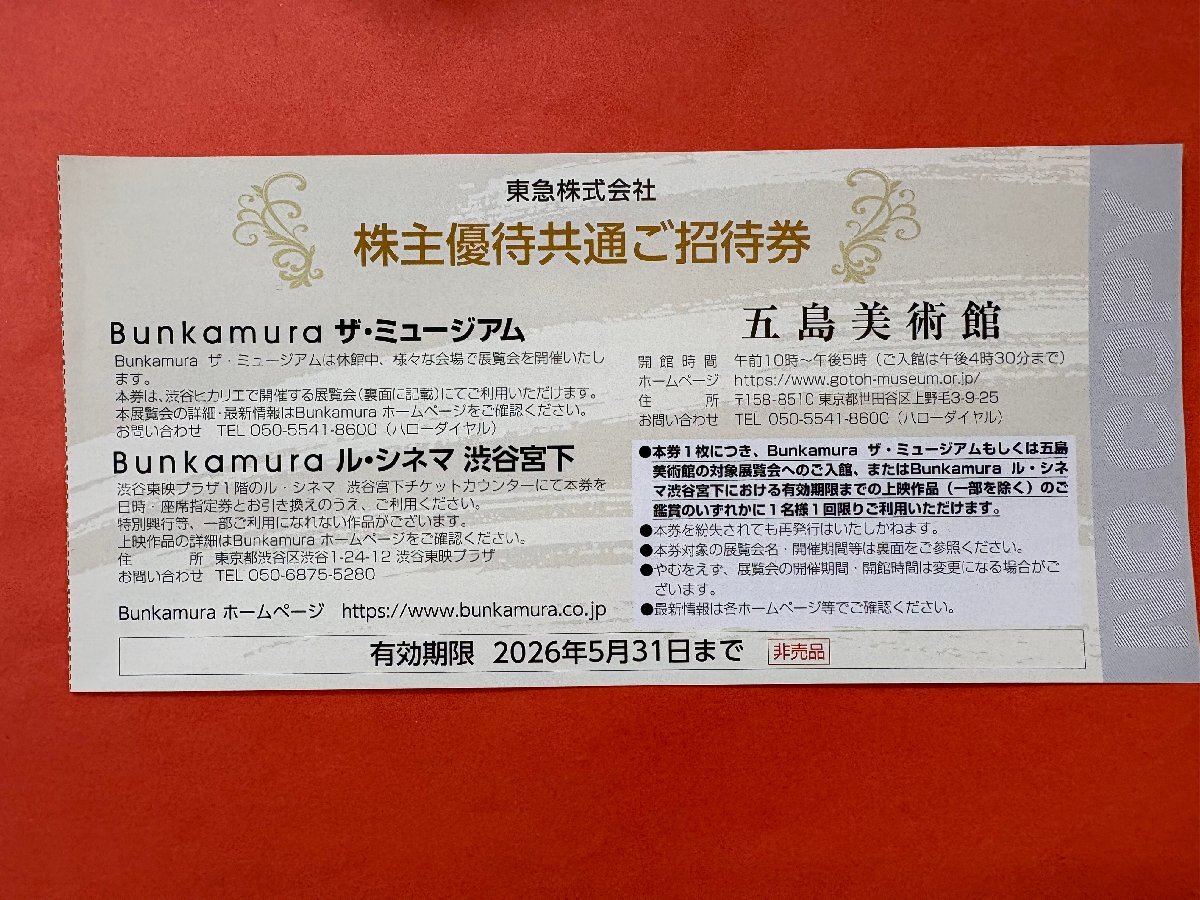 東急株式会社
株主優待共通ご招待券
Bunkamura ザ・ミュージアム
Bunkamura ザ・ミュージアムは休館中、様々な会場で展覧会を開催いたし
ます。
本券は、渋谷ヒカリエで開催する展覧会(裏面に記載)にてご利用いただけます。
本展覧会の詳細・最新情報はBunkamura ホームページをご確認ください。
お問い合わせ TEL 050-5541-8600(ハローダイヤル)
Bunkamura ル・シネマ 渋谷宮下
渋谷東映プラザ1階のル・シネマ 渋谷宮下チケットカウンターにて本券を
日時・座席指定券とお引き換えのうえ、ご利用ください。
特別興行等、一部ご利用になれない作品がございます。
上映作品の詳細はBunkamura ホームページをご確認ください。
住 所 東京都渋谷区渋谷1-24-12 渋谷東映プラザ
お問い合わせ TEL 050-6875-5280
Bunkamura ホームページ https://www.bunkamura.co.jp
五島美術館
開館時間 午前10時~午後5時(ご入館は午後4時30分まで)
ホームページ https://www.gotoh-museum.or.jp/
住 所 〒158-8510 東京都世田谷区上野毛3-9-25
お問い合わせ 050-5541-8600(ハローダイヤル)
●本券1枚につき、Bunkamura ザ・ミュージアムもしくは五島
美術館の対象展覧会へのご入館、またはBunkamura ル・シネ
マ渋谷宮下における有効期限までの上映作品(一部を除く)のご
鑑賞のいずれかに1名様1回限りご利用いただけます。
●本券を紛失されても再発行はいたしかねます。
●本券対象の展覧会名・開催期間等は裏面をご参照ください。
●やむをえず、展覧会の開催期間・開館時間は変更になる場合がご
ざいます。
●最新情報は各ホームページ等でご確認ください。
有効期限 2026年5月31日まで 非売品
NO COPY